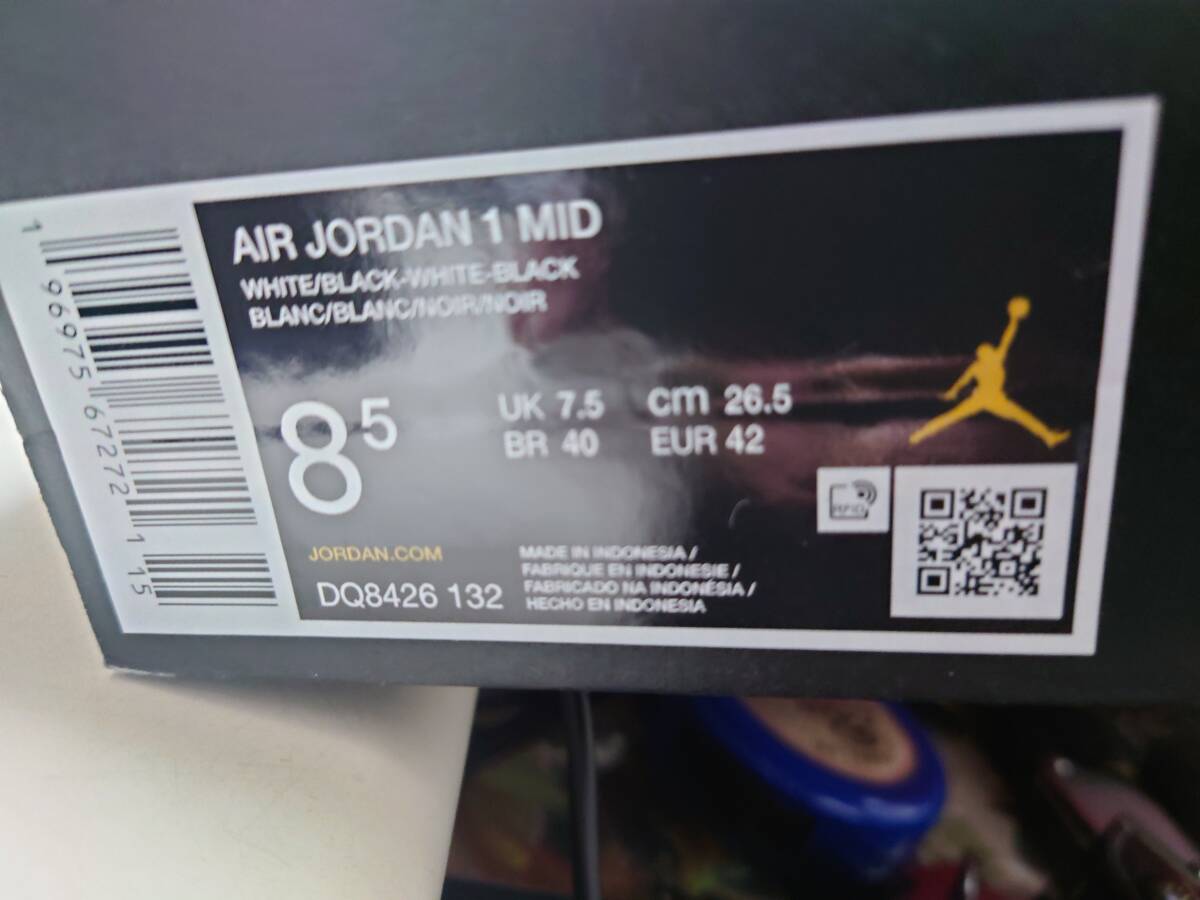 AIR JORDAN 1 MID
WHITE/BLACK-WHITE-BLACK
BLANC/BLANC/NOIR/NOIR
8 5
UK 7.5 cm 26.5
BR 40 EUR 42
RFID
JORDAN.COM
DQ8426 132
MADE IN INDONESIA /
FABRIQUE EN INDONESIE /
FABRICADO NA INDONÉSIA /
HECHO EN INDONESIA
1 96975 67272 1 15